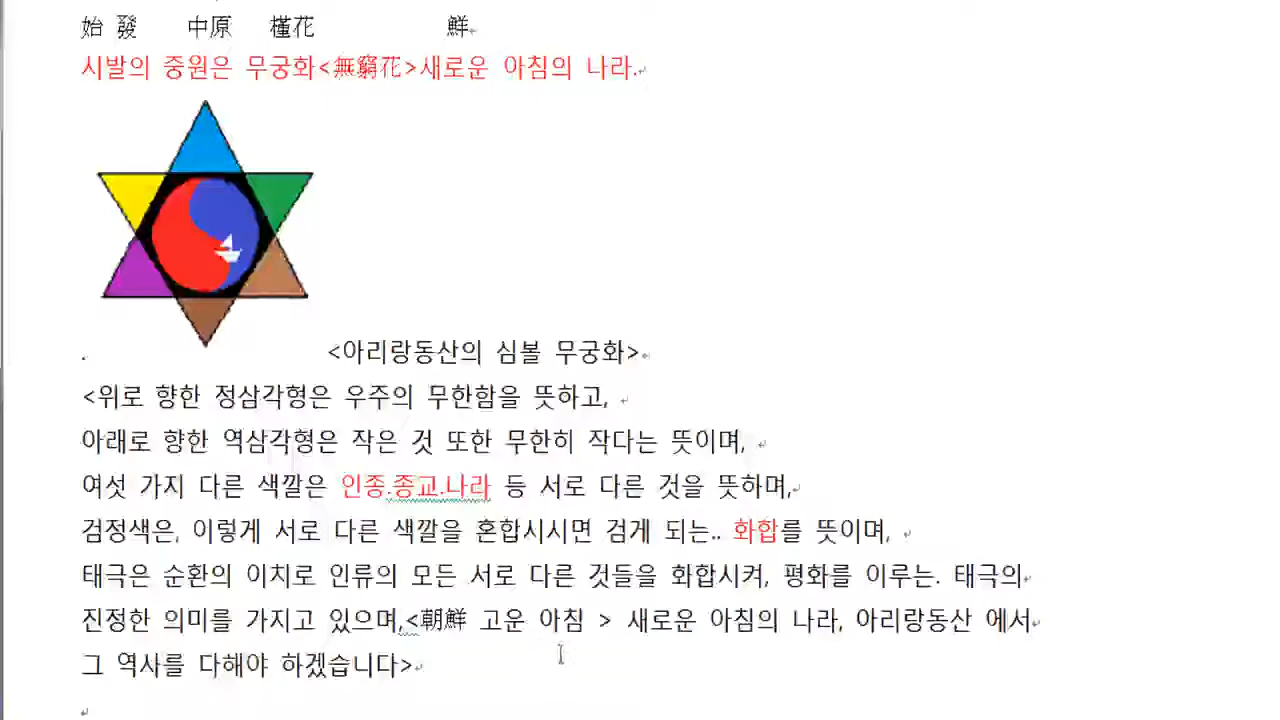 始 發 中原 槿花 鮮
시발의 중원은 무궁화<無窮花>새로운 아침의 나라.
. <아리랑동산의 심볼 무궁화>
<위로 향한 정삼각형은 우주의 무한함을 뜻하고,
아래로 향한 역삼각형은 작은 것 또한 무한히 작다는 뜻이며,
여섯 가지 다른 색깔은 인종.종교.나라 등 서로 다른 것을 뜻하며,
검정색은, 이렇게 서로 다른 색깔을 혼합시시면 검게 되는.. 화합를 뜻이며,
태극은 순환의 이치로 인류의 모든 서로 다른 것들을 화합시켜, 평화를 이루는. 태극의
진정한 의미를 가지고 있으며,<朝鮮 고운 아침 > 새로운 아침의 나라, 아리랑동산 에서
그 역사를 다해야 하겠습니다>